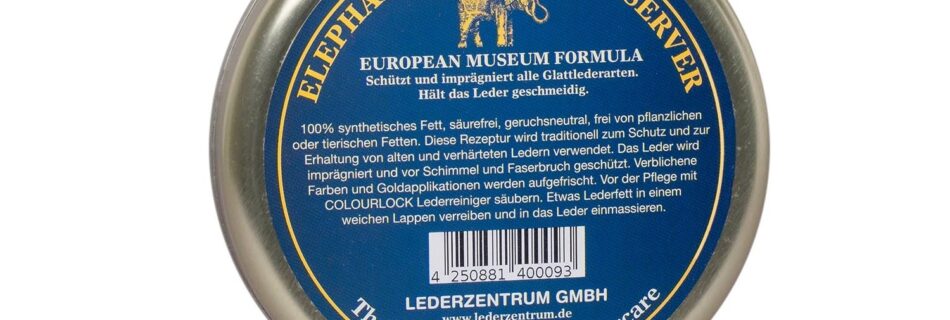 ELEPHA
SERVER
EUROPEAN MUSEUM FORMULA
Schützt und imprägniert alle Glattlederarten.
Hält das Leder geschmeidig.
100% synthetisches Fett, säurefrei, geruchsneutral, frei von pflanzlichen
oder tierischen Fetten. Diese Rezeptur wird traditionell zum Schutz und zur
Erhaltung von alten und verhärteten Ledern verwendet. Das Leder wird
imprägniert und vor Schimmel und Faserbruch geschützt. Verblichene
Farben und Goldapplikationen werden aufgefrischt. Vor der Pflege mit
COLOURLOCK Lederreiniger säubern. Etwas Lederfett in einem
weichen Lappen verreiben und in das Leder einmassieren.
4 250881 400093
LEDERZENTRUM GMBH
www.lederzentrum.de
Th
care